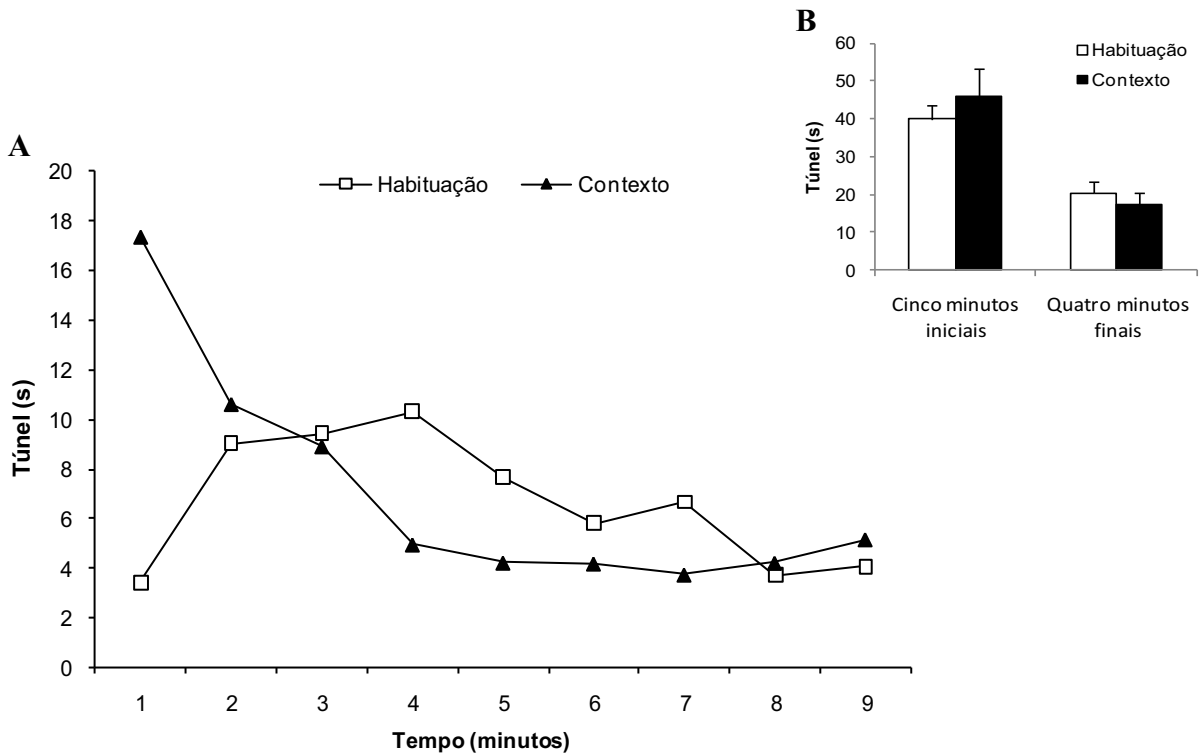 B
60
50
40
30
20
10
0
Túnel (s)
Habituação
Contexto
Cinco minutos
iniciais
Quatro minutos
finais
A
20
18
16
14
12
10
8
6
4
2
0
Túnel (s)
Habituação
Contexto
1 2 3 4 5 6 7 8 9
Tempo (minutos)